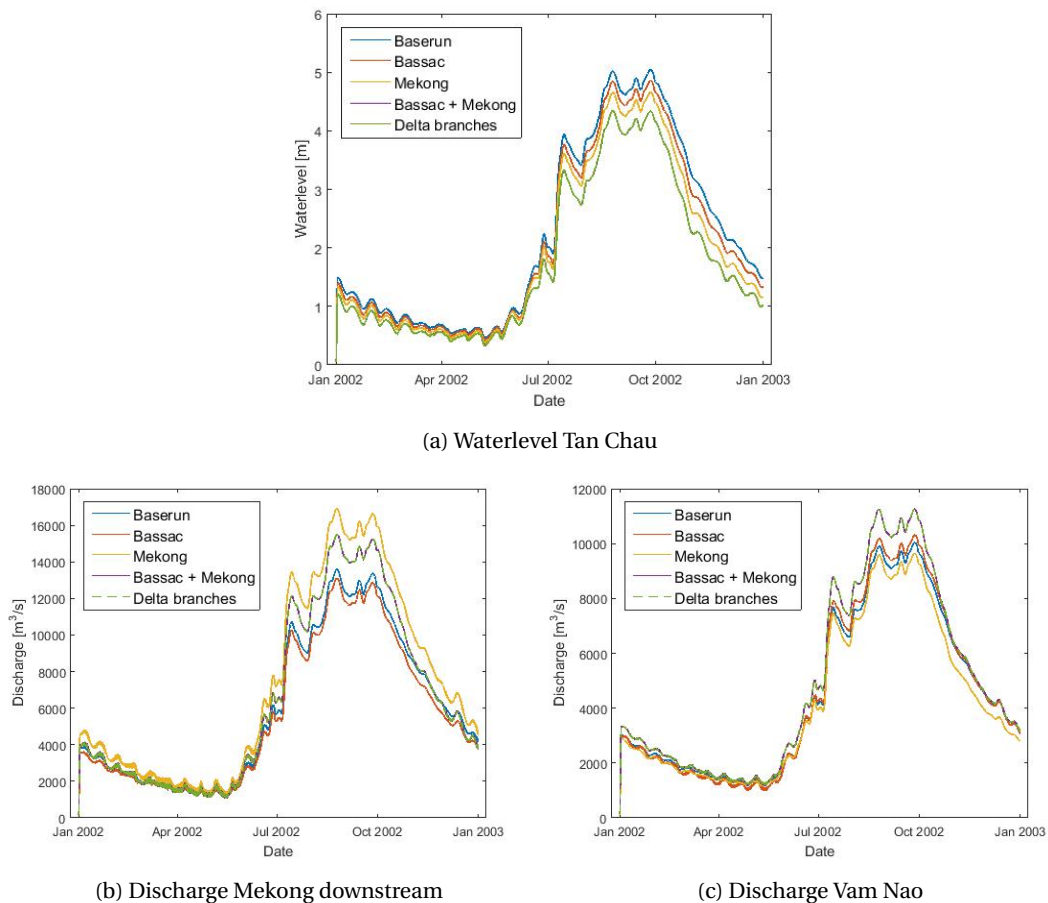 6
5
4
3
2
1
0
Waterlevel [m]
Baserun
Bassac
Mekong
Bassac + Mekong
Delta branches
Jan 2002
Apr 2002
Jul 2002
Oct 2002
Jan 2003
Date
(a) Waterlevel Tan Chau
18000
16000
14000
12000
10000
8000
6000
4000
2000
0
Discharge [m³/s]
Baserun
Bassac
Mekong
Bassac + Mekong
Delta branches
Jan 2002
Apr 2002
Jul 2002
Oct 2002
Jan 2003
Date
(b) Discharge Mekong downstream
12000
10000
8000
6000
4000
2000
0
Discharge [m³/s]
Baserun
Bassac
Mekong
Bassac + Mekong
Delta branches
Jan 2002
Apr 2002
Jul 2002
Oct 2002
Jan 2003
Date
(c) Discharge Vam Nao